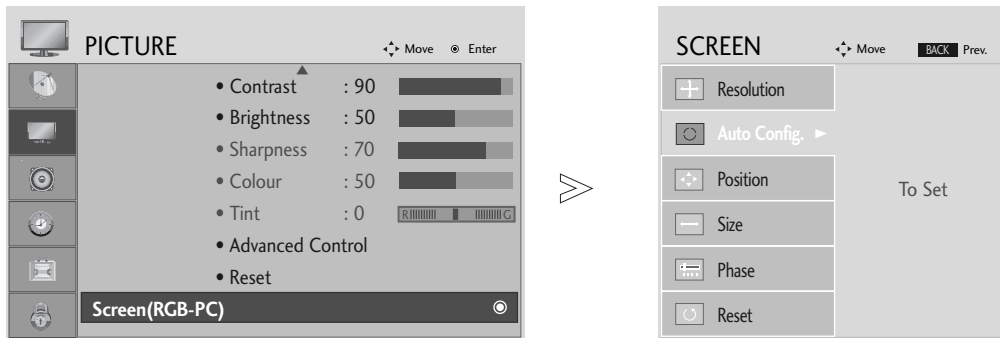 PICTURE
Move
Enter
• Contrast : 90
• Brightness : 50
• Sharpness : 70
• Colour : 50
• Tint : 0 R G
• Advanced Control
• Reset
Screen(RGB-PC)
SCREEN
Move
BACK Prev.
Resolution
Auto Config.
Position
Size
Phase
Reset
To Set